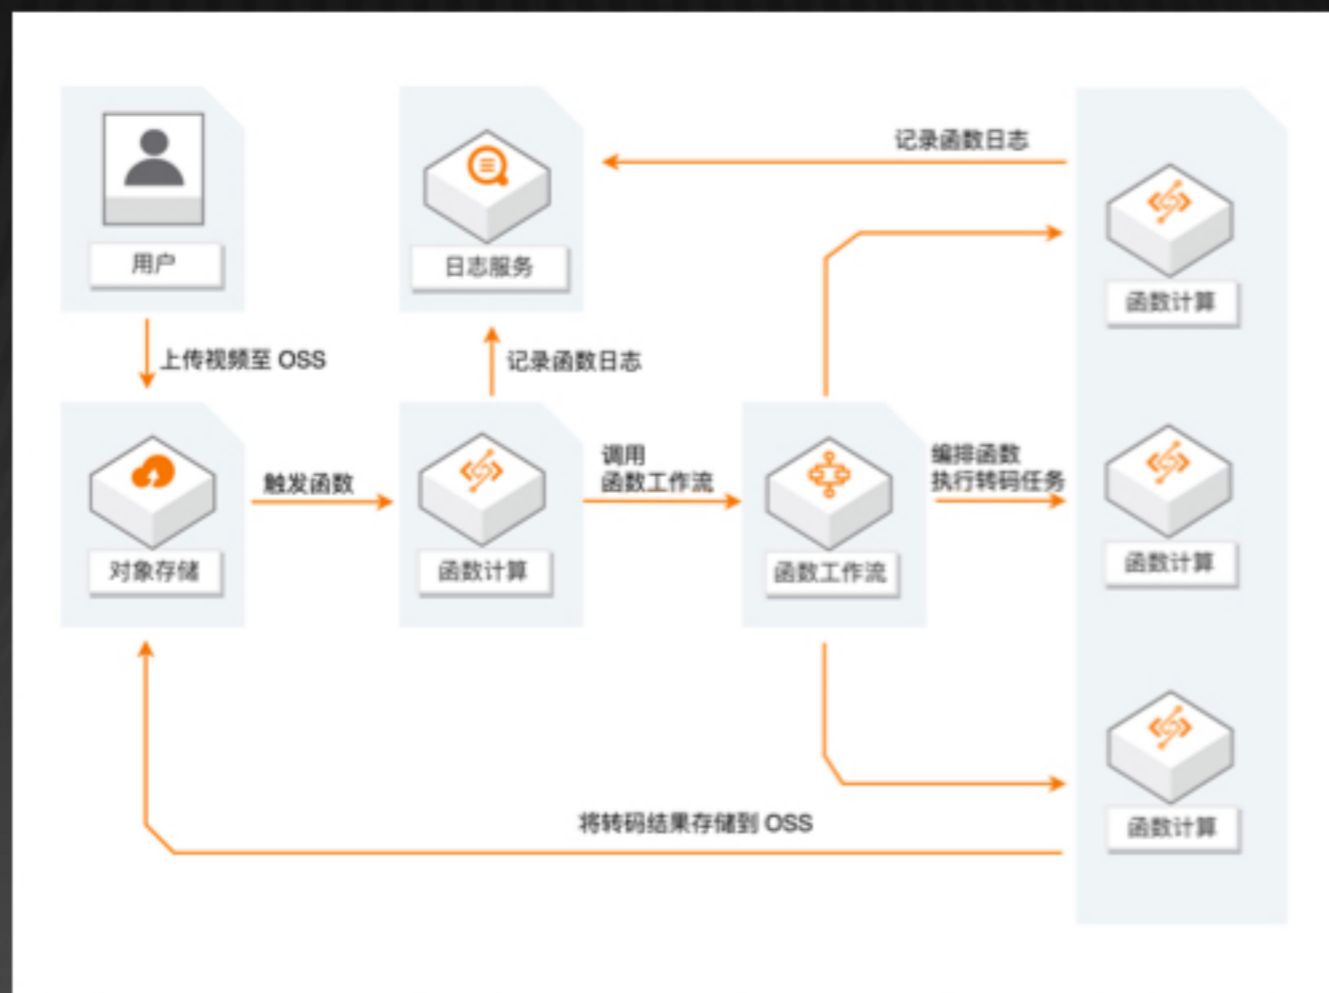 记录函数日志
用户
日志服务
函数计算
上传视频至 OSS
记录函数日志
触发函数
调用
函数工作流
编排函数
执行转码任务
对象存储
函数计算
函数工作流
函数计算
将转码结果存储到 OSS
函数计算